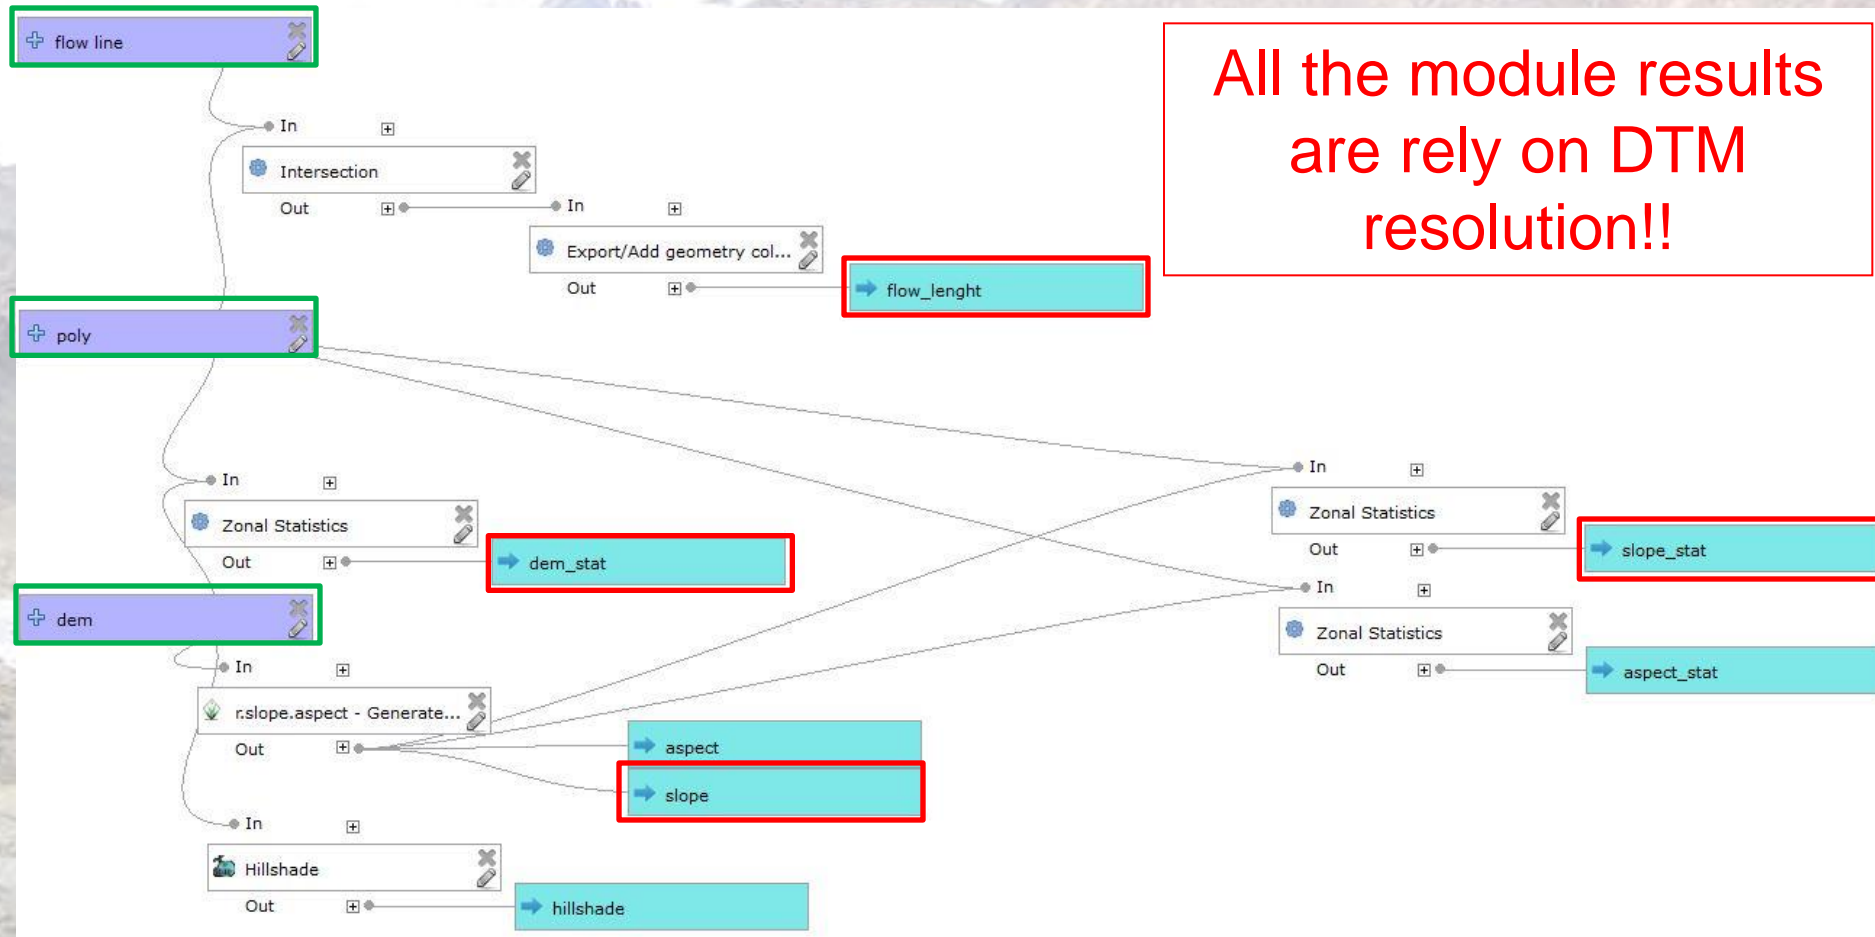 flow line
All the module results
are rely on DTM
resolution!!
In
Intersection
Out
In
Export/Add geometry col...
Out
flow_lenght
poly
In
Zonal Statistics
Out
dem_stat
In
Zonal Statistics
Out
slope_stat
In
Zonal Statistics
Out
aspect_stat
dem
In
r.slope.aspect - Generate...
Out
aspect
slope
In
Hillshade
Out
hillshade